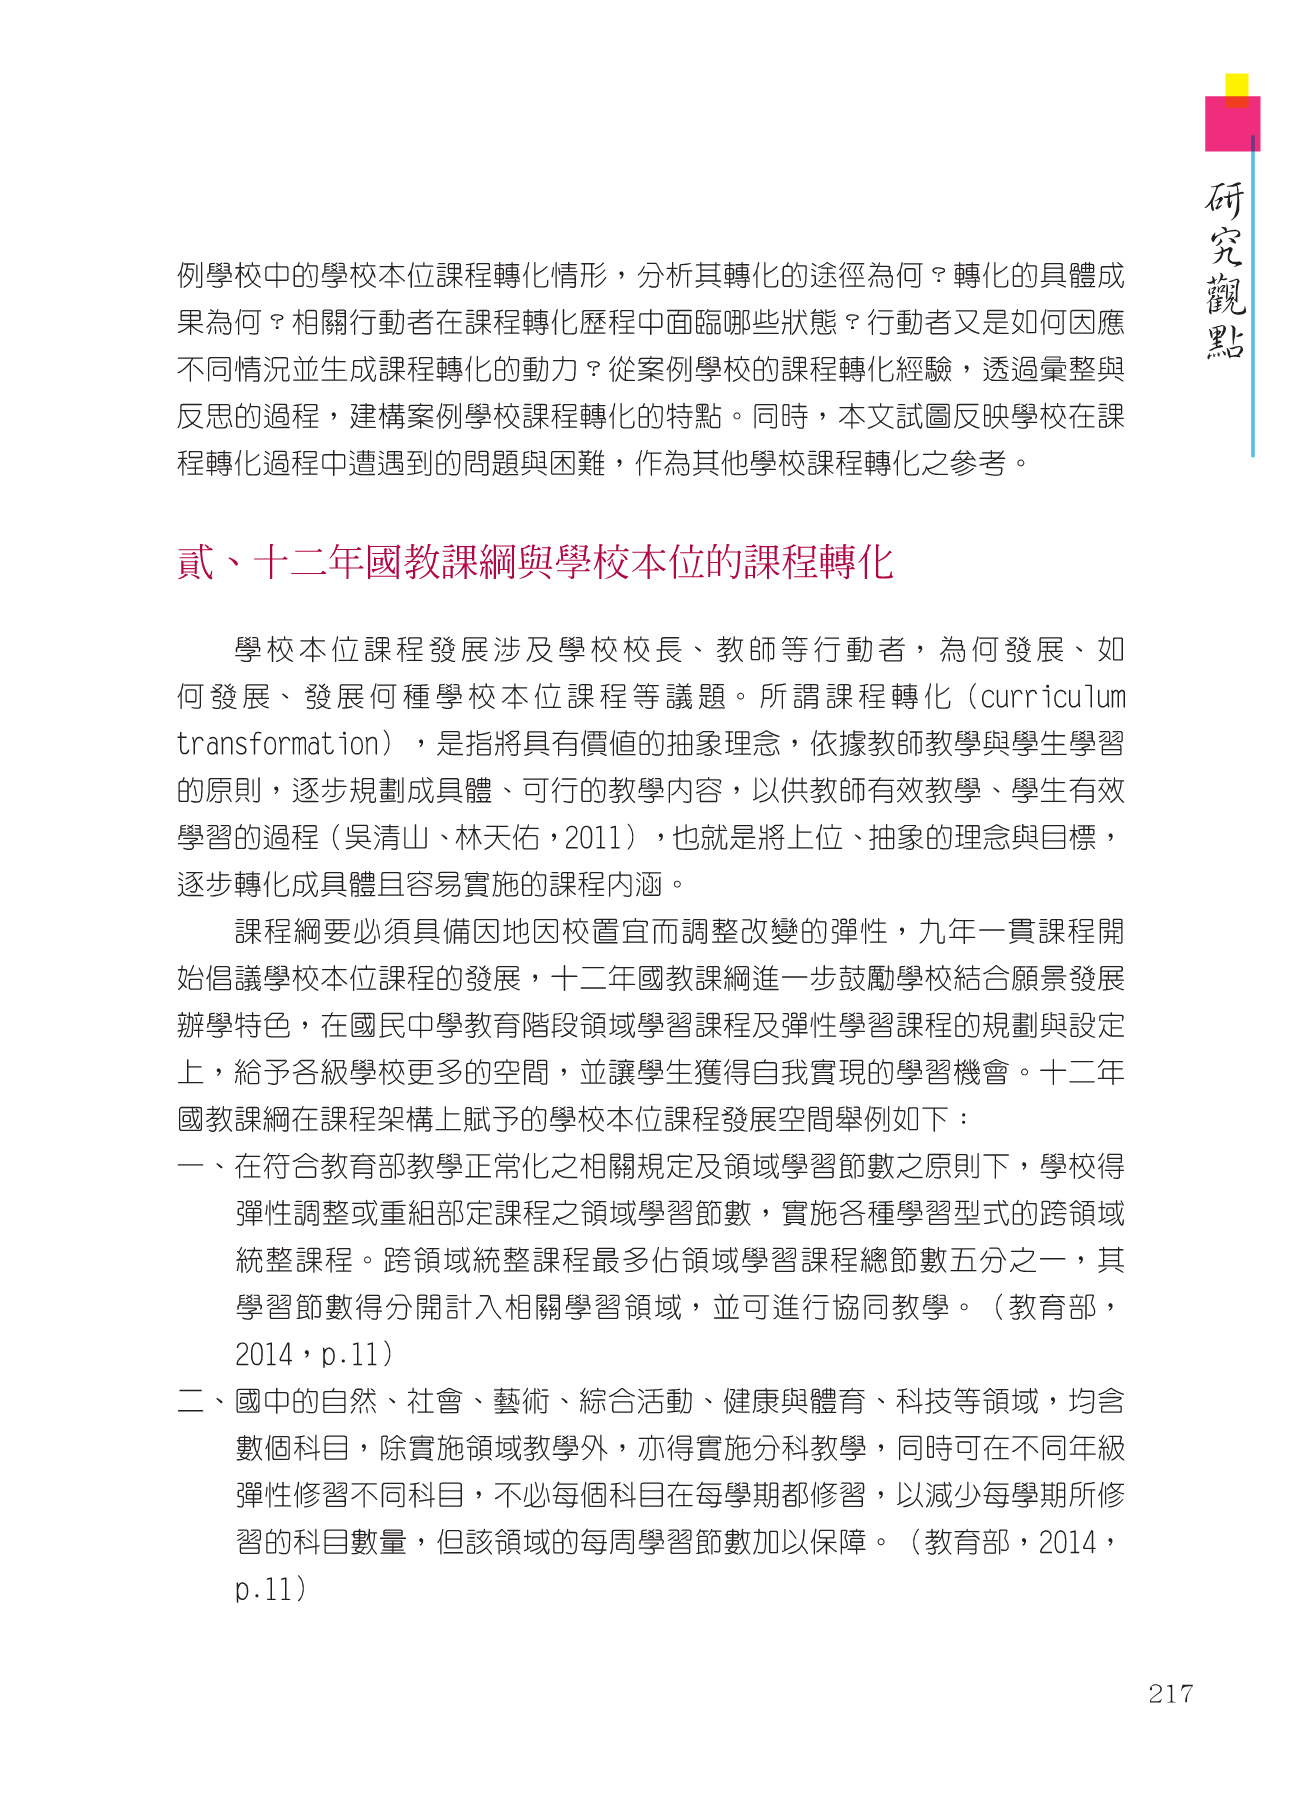 研究觀點
例學校中的學校本位課程轉化情形，分析其轉化的途徑為何？轉化的具體成
果為何？相關行動者在課程轉化歷程中面臨哪些狀態？行動者又是如何因應
不同情況並生成課程轉化的動力？從案例學校的課程轉化經驗，透過彙整與
反思的過程，建構案例學校課程轉化的特點。同時，本文試圖反映學校在課
程轉化過程中遭遇到的問題與困難，作為其他學校課程轉化之參考。
貳、十二年國教課綱與學校本位的課程轉化
學校本位課程發展涉及學校校長、教師等行動者，為何發展、如
何發展、發展何種學校本位課程等議題。所謂課程轉化（curriculum
transformation），是指將具有價值的抽象理念，依據教師教學與學生學習
的原則，逐步規劃成具體、可行的教學內容，以供教師有效教學、學生有效
學習的過程（吳清山、林天佑，2011），也就是將上位、抽象的理念與目標，
逐步轉化成具體且容易實施的課程內涵。
課程綱要必須具備因地因校置宜而調整改變的彈性，九年一貫課程開
始倡議學校本位課程的發展，十二年國教課綱進一步鼓勵學校結合願景發展
辦學特色，在國民中學教育階段領域學習課程及彈性學習課程的規劃與設定
上，給予各級學校更多的空間，並讓學生獲得自我實現的學習機會。十二年
國教課綱在課程架構上賦予的學校本位課程發展空間舉例如下：
一、在符合教育部教學正常化之相關規定及領域學習節數之原則下，學校得
彈性調整或重組部定課程之領域學習節數，實施各種學習型式的跨領域
統整課程。跨領域統整課程最多佔領域學習課程總節數五分之一，其
學習節數得分開計入相關學習領域，並可進行協同教學。（教育部，
2014，p.11）
二、國中的自然、社會、藝術、綜合活動、健康與體育、科技等領域，均含
數個科目，除實施領域教學外，亦得實施分科教學，同時可在不同年級
彈性修習不同科目，不必每個科目在每學期都修習，以減少每學期所修
習的科目數量，但該領域的每周學習節數加以保障。（教育部，2014，
p.11）
217